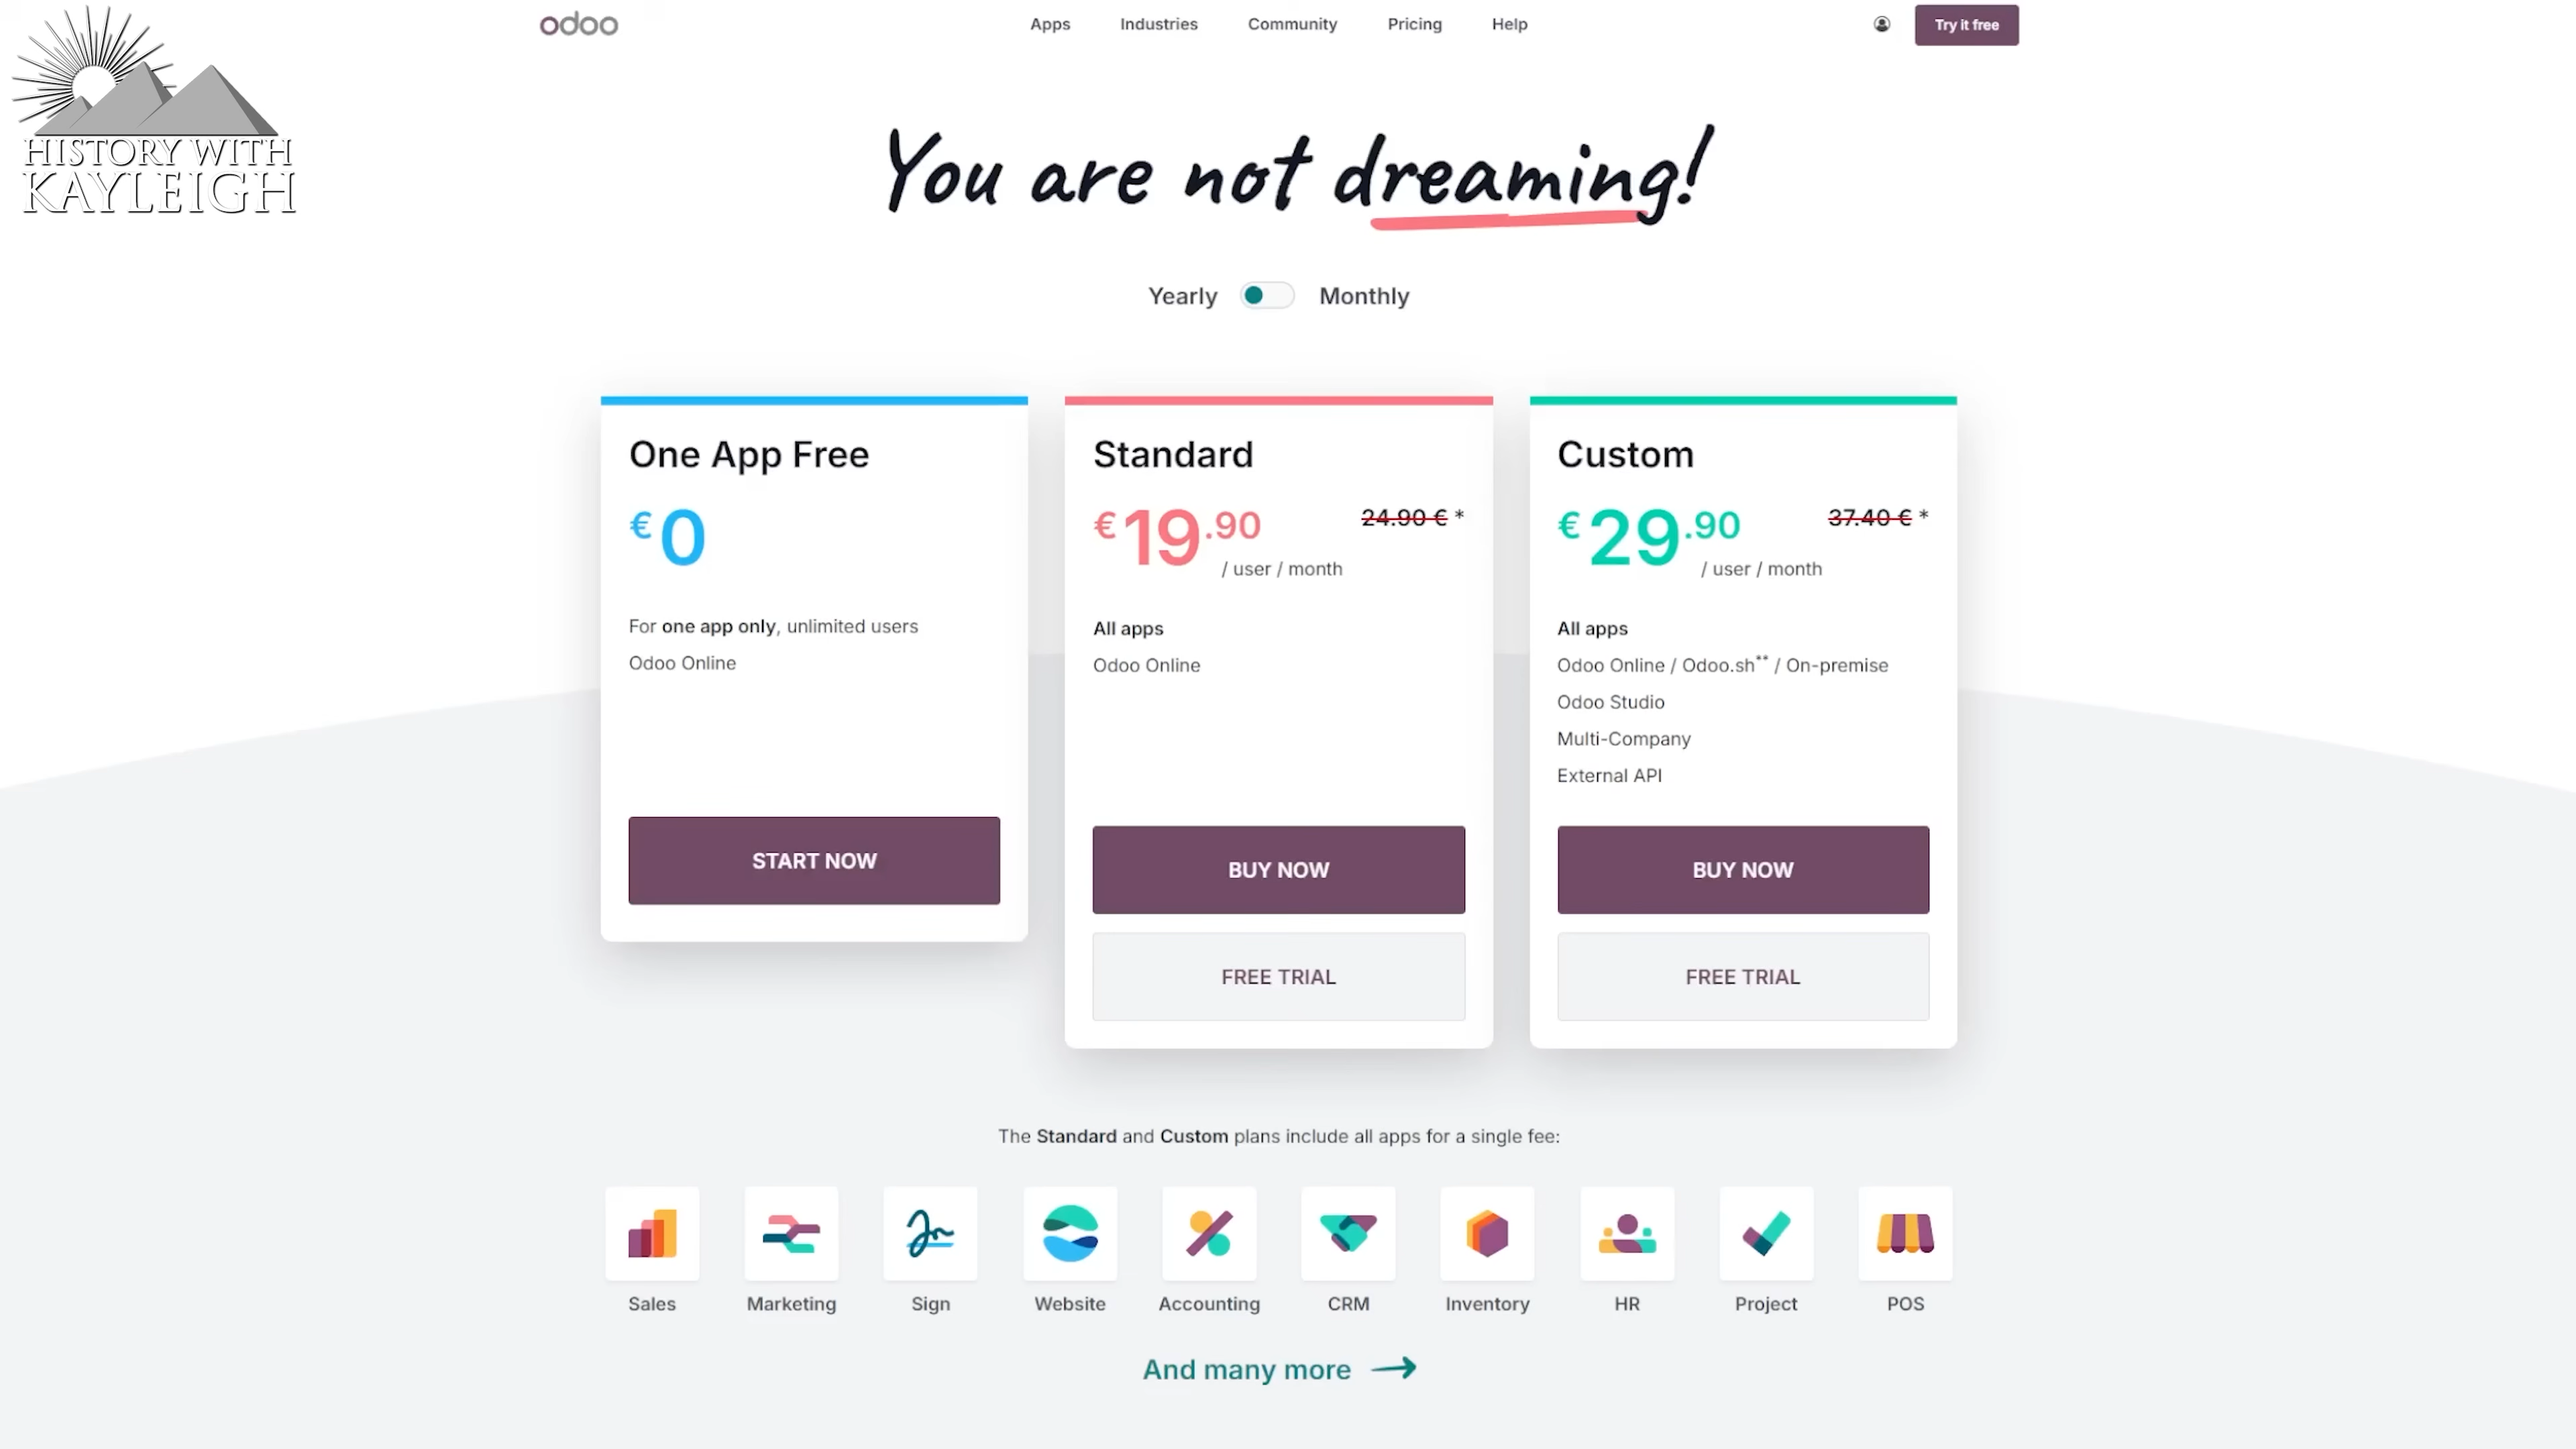 HISTORY WITH
KAYLEIGH
odoo
Apps
Industries
Community
Pricing
Help
Try it free
You are not dreaming!
Yearly
Monthly
One App Free
€ 0
For one app only, unlimited users
Odoo Online
START NOW
Standard
€ 19.90
24.90 € *
/ user / month
All apps
Odoo Online
BUY NOW
FREE TRIAL
Custom
€ 29.90
37.40 € *
/ user / month
All apps
Odoo Online / Odoo.sh** / On-premise
Odoo Studio
Multi-Company
External API
BUY NOW
FREE TRIAL
The Standard and Custom plans include all apps for a single fee:
Sales
Marketing
Sign
Website
Accounting
CRM
Inventory
HR
Project
POS
And many more